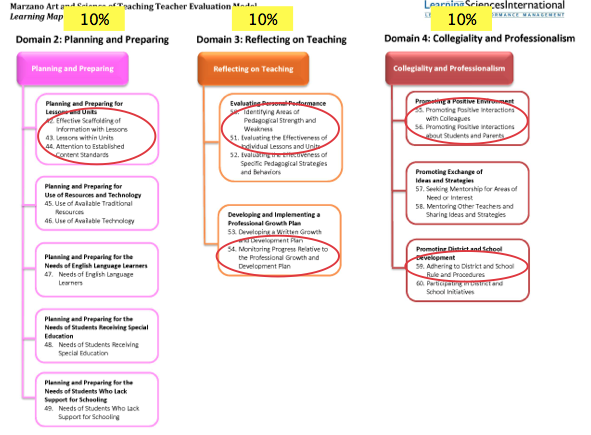 Marzano Art and Science of Teaching Teacher Evaluation Model
Learning Map
10%
10%
10%
LearningSciencesInternational
Domain 2: Planning and Preparing
Planning and Preparing
Planning and Preparing for
Lessons and Units
42. Effective Scaffolding of
Information with Lessons
43. Lessons within Units
44. Attention to Established
Content Standards
Planning and Preparing for
Use of Resources and Technology
45. Use of Available Traditional
Resources
46. Use of Available Technology
Planning and Preparing for the
Needs of English Language Learners
47. Needs of English Language
Learners
Planning and Preparing for the
Needs of Students Receiving Special
Education
48. Needs of Students Receiving
Special Education
Planning and Preparing for the
Needs of Students Who Lack
Support for Schooling
49. Needs of Students Who Lack
Support for Schooling
Domain 3: Reflecting on Teaching
Reflecting on Teaching
Evaluating Personal Performance
50. Identifying Areas of
Pedagogical Strength and
Weakness
51. Evaluating the Effectiveness of
Individual Lessons and Units
52. Evaluating the Effectiveness of
Specific Pedagogical Strategies
and Behaviors
Developing and Implementing a
Professional Growth Plan
53. Developing a Written Growth
and Development Plan
54. Monitoring Progress Relative to
the Professional Growth and
Development Plan
Domain 4: Collegiality and Professionalism
Collegiality and Professionalism
Promoting a Positive Environment
55. Promoting Positive Interactions
with Colleagues
56. Promoting Positive Interactions
about Students and Parents
Promoting Exchange of
Ideas and Strategies
57. Seeking Mentorship for Areas of
Need or Interest
58. Mentoring Other Teachers and
Sharing Ideas and Strategies
Promoting District and School
Development
59. Adhering to District and School
Rule and Procedures
60. Participating in District and
School Initiatives